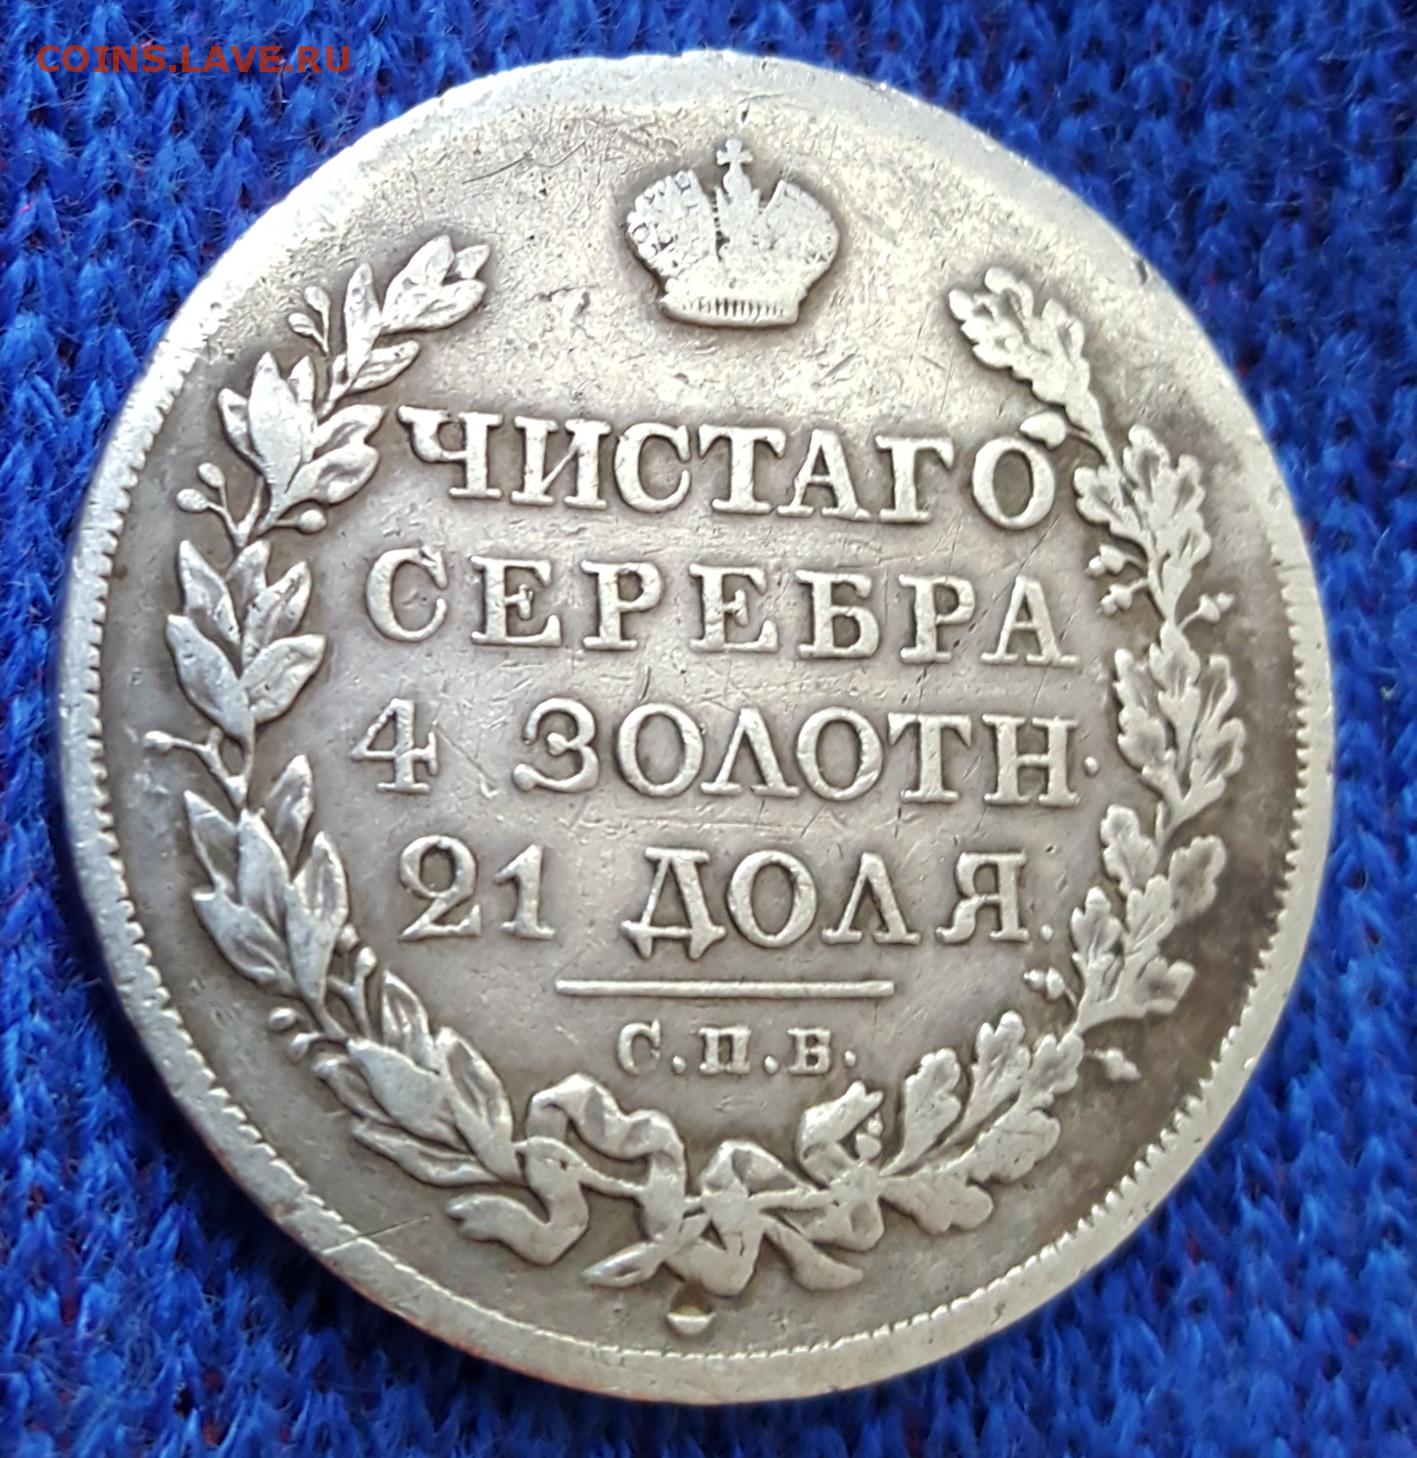 COINS.LAVE.RU
ЧИСТАГО
СЕРЕБРА
4 ЗОЛОТН.
21 ДОЛЯ.
С.П.Б.